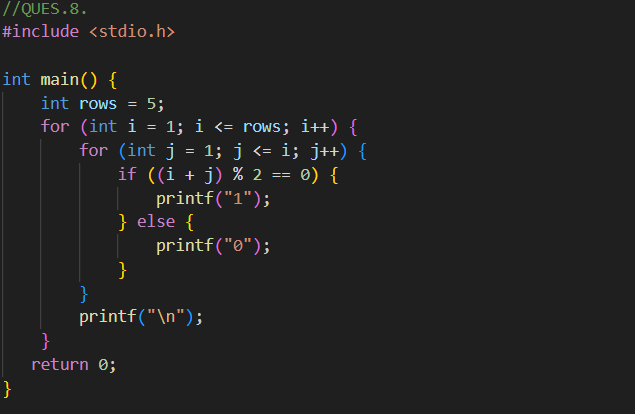 //QUES.8.
#include <stdio.h>

int main() {
    int rows = 5;
    for (int i = 1; i <= rows; i++) {
        for (int j = 1; j <= i; j++) {
            if ((i + j) % 2 == 0) {
                printf("1");
            } else {
                printf("0");
            }
        }
        printf("\n");
    }
   return 0;
}